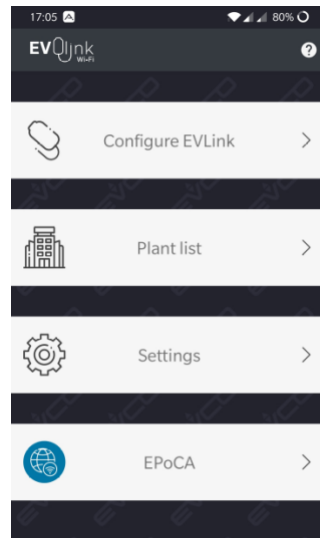 17:05 80%
EVlink
Wi-Fi
Configure EVLink
Plant list
Settings
EPoCA